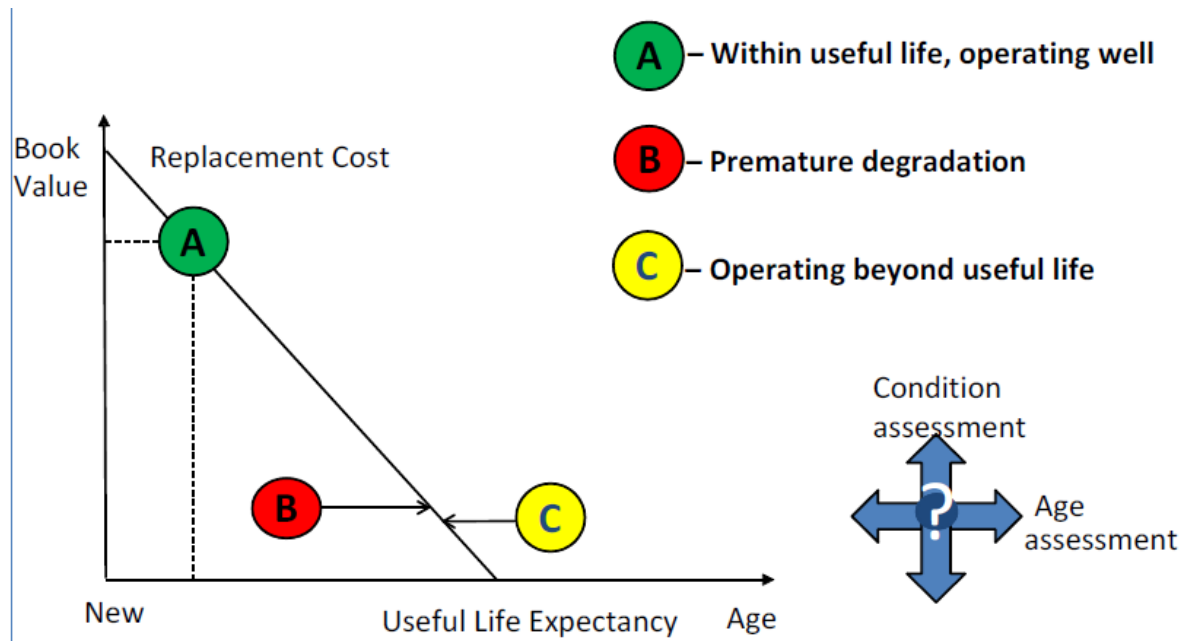 A – Within useful life, operating well
B – Premature degradation
C – Operating beyond useful life
Book
Value
Replacement Cost
A
B
C
New
Useful Life Expectancy
Age
Condition
assessment
?
Age
assessment